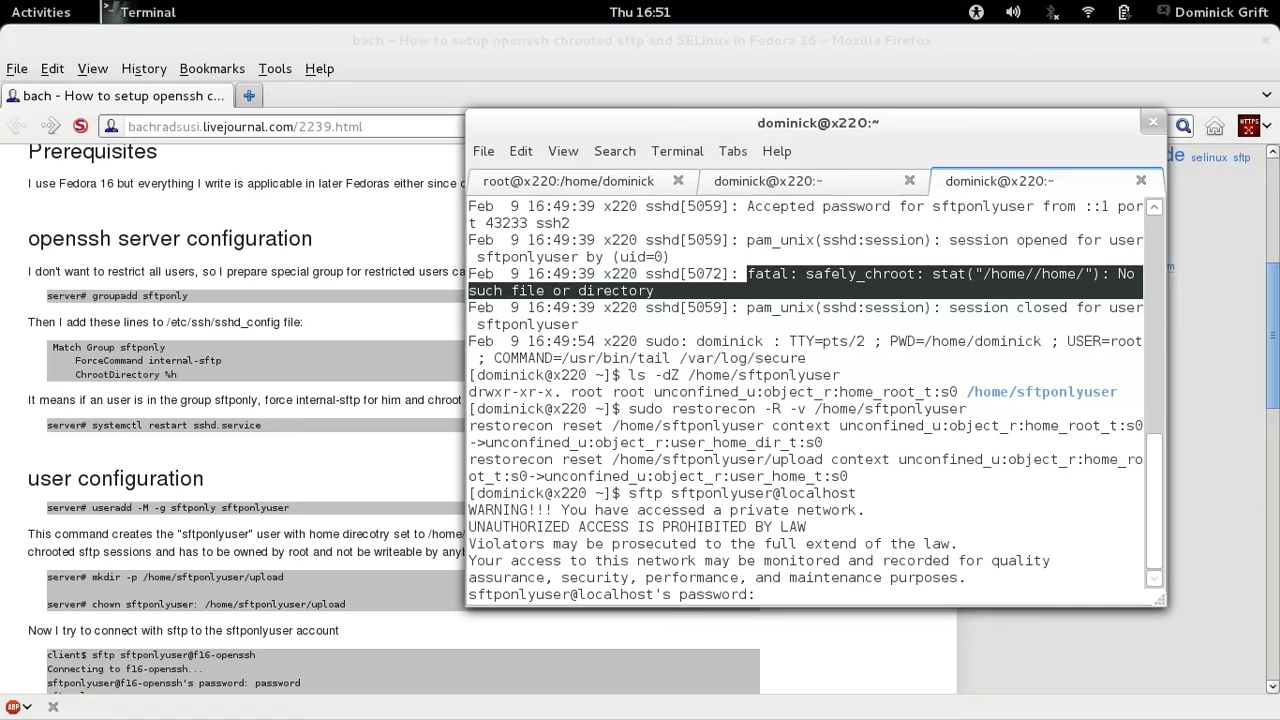 Activities Terminal Thu 16:51 Dominick Grift
bach - How to setup openssh chrooted sftp and SELinux in Fedora 16 - Mozilla Firefox
File Edit View History Bookmarks Tools Help
bach - How to setup openssh c...
bachradsusi.livejournal.com/2239.html
Prerequisites
I use Fedora 16 but everything I write is applicable in later Fedoras either since
openssh server configuration
I don't want to restrict all users, so I prepare special group for restricted users
server# groupadd sftponly
Then I add these lines to /etc/ssh/sshd_config file:
Match Group sftponly
ForceCommand internal-sftp
ChrootDirectory %h
It means if an user is in the group sftponly, force internal-sftp for him and chroot
server# systemctl restart sshd.service
user configuration
server# useradd -M -g sftponly sftponlyuser
This command creates the "sftponlyuser" user with home direcotry set to /home/
chrooted sftp sessions and has to be owned by root and not be writeable by
server# mkdir -p /home/sftponlyuser/upload
server# chown sftponlyuser: /home/sftponlyuser/upload
Now I try to connect with sftp to the sftponlyuser account
client$ sftp sftponlyuser@f16-openssh
Connecting to f16-openssh...
sftponlyuser@f16-openssh's password: password
selinux sftp
HTTPS
ABP
dominick@x220:~
File Edit View Search Terminal Tabs Help
root@x220:/home/dominick dominick@x220:~ dominick@x220:~
Feb  9 16:49:39 x220 sshd[5059]: Accepted password for sftponlyuser from ::1 por
t 43233 ssh2
Feb  9 16:49:39 x220 sshd[5059]: pam_unix(sshd:session): session opened for user
sftponlyuser by (uid=0)
Feb  9 16:49:39 x220 sshd[5072]: fatal: safely_chroot: stat("/home//home/"): No
such file or directory
Feb  9 16:49:39 x220 sshd[5059]: pam_unix(sshd:session): session closed for user
sftponlyuser
Feb  9 16:49:54 x220 sudo: dominick : TTY=pts/2 ; PWD=/home/dominick ; USER=root
; COMMAND=/usr/bin/tail /var/log/secure
[dominick@x220 ~]$ ls -dZ /home/sftponlyuser
drwxr-xr-x. root root unconfined_u:object_r:home_root_t:s0 /home/sftponlyuser
[dominick@x220 ~]$ sudo restorecon -R -v /home/sftponlyuser
restorecon reset /home/sftponlyuser context unconfined_u:object_r:home_root_t:s0
->unconfined_u:object_r:user_home_dir_t:s0
restorecon reset /home/sftponlyuser/upload context unconfined_u:object_r:home_ro
ot_t:s0->unconfined_u:object_r:user_home_t:s0
[dominick@x220 ~]$ sftp sftponlyuser@localhost
WARNING!!! You have accessed a private network.
UNAUTHORIZED ACCESS IS PROHIBITED BY LAW
Violators may be prosecuted to the full extend of the law.
Your access to this network may be monitored and recorded for quality
assurance, security, performance, and maintenance purposes.
sftponlyuser@localhost's password: